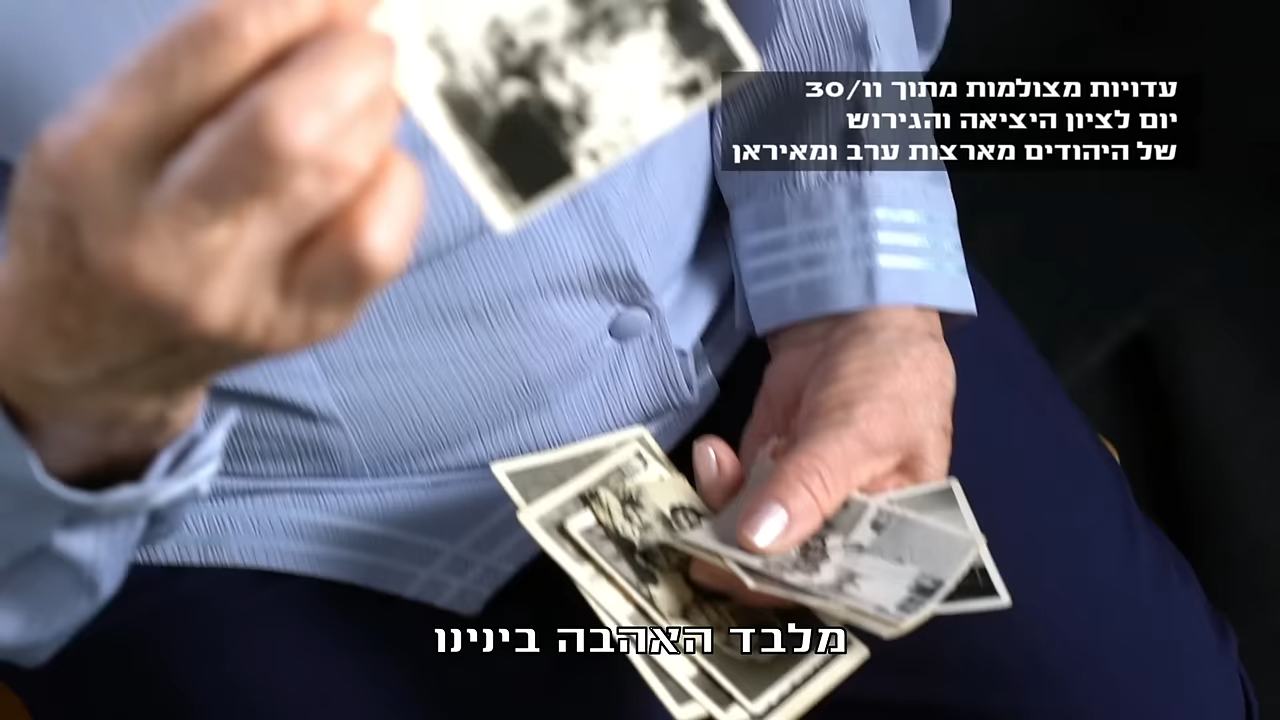 עדויות מצולמות מתוך 30/11
יום לציון היציאה והגירוש
של היהודים מארצות ערב ומאיראן
מלבד האהבה בינינו